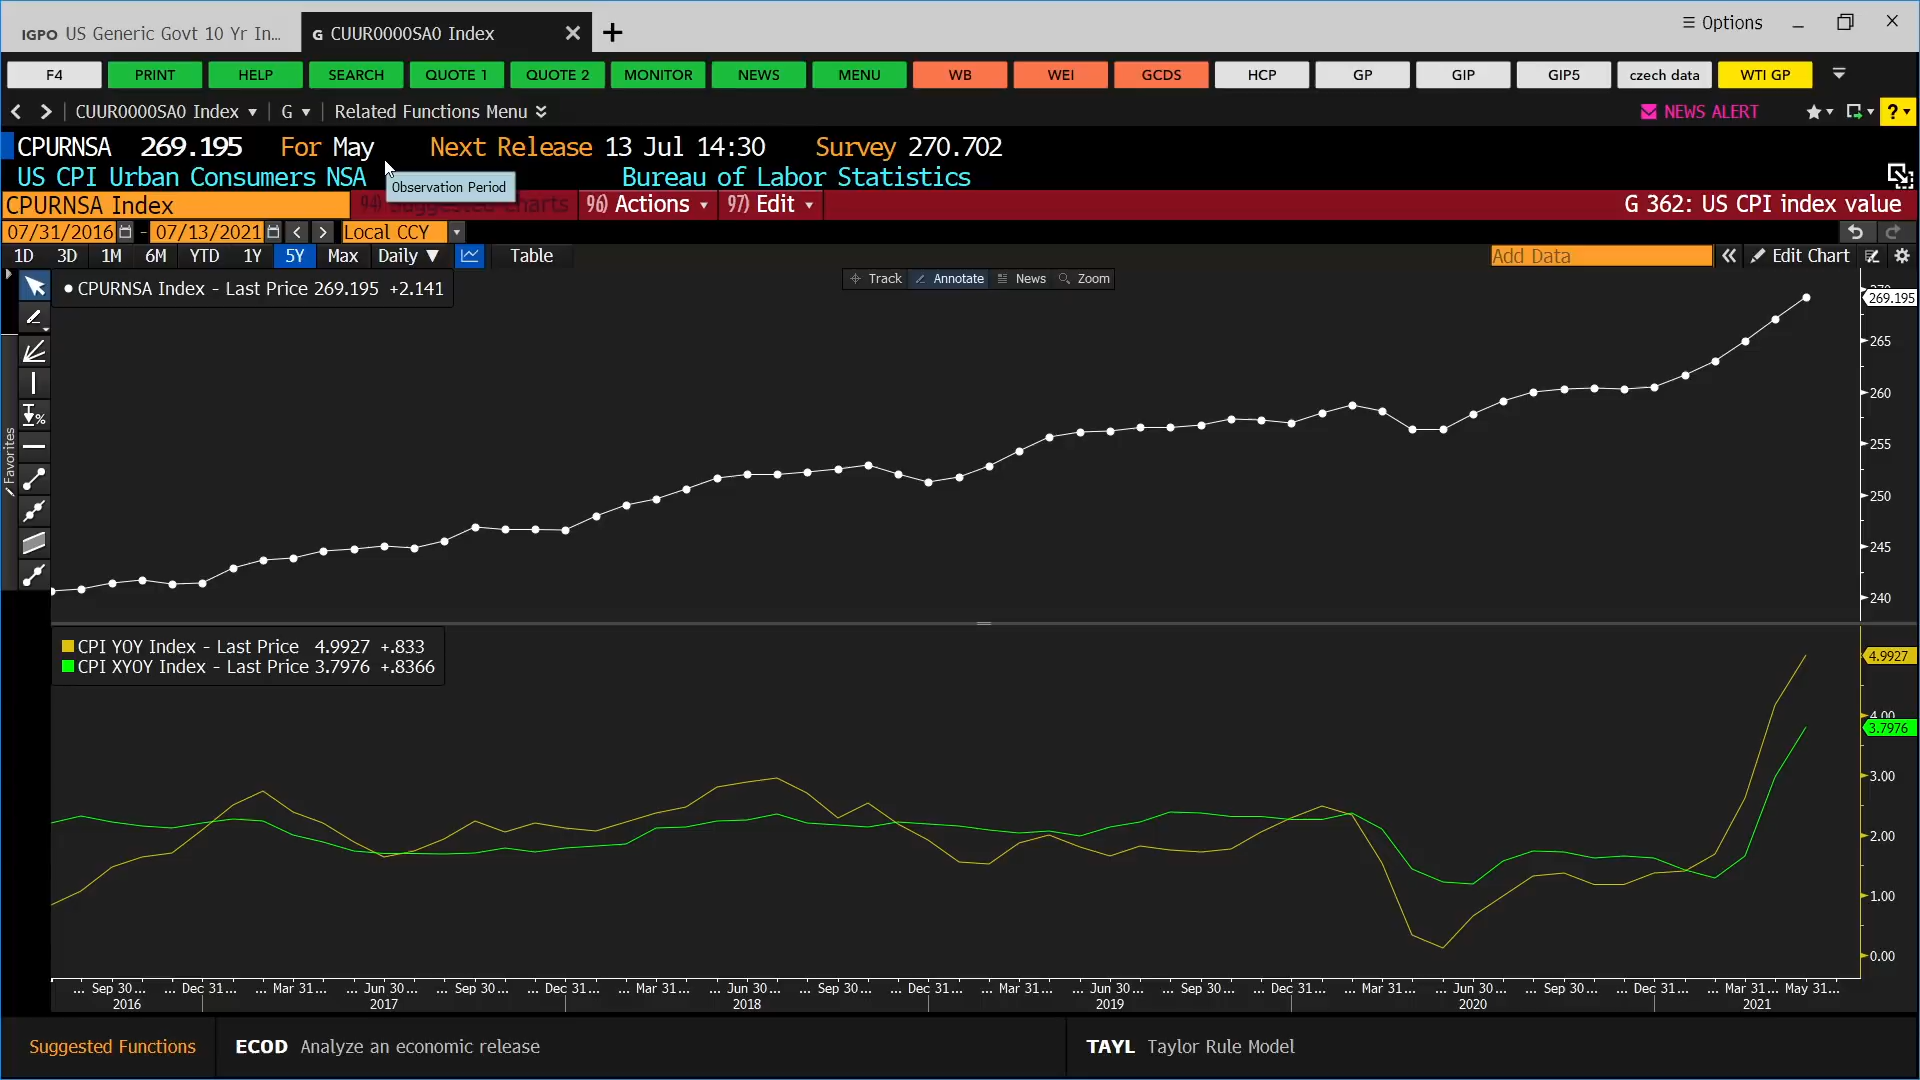 IGPO US Generic Govt 10 Yr In...
G CUUR0000SA0 Index
Options
F4 PRINT HELP SEARCH QUOTE 1 QUOTE 2 MONITOR NEWS MENU WB WEI GCDS HCP GP GIP GIP5 czech data WTI GP
CUUR0000SA0 Index G Related Functions Menu
NEWS ALERT
?
CPURNSA 269.195 For May Next Release 13 Jul 14:30 Survey 270.702
US CPI Urban Consumers NSA Bureau of Labor Statistics
Observation Period
CPURNSA Index 94) Suggested Charts 96) Actions 97) Edit G 362: US CPI index value
07/31/2016 - 07/13/2021 Local CCY
1D 3D 1M 6M YTD 1Y 5Y Max Daily ▼ Table
Add Data « Edit Chart
Track Annotate News Zoom
CPURNSA Index - Last Price 269.195 +2.141
Favorites
%
270
269.195
265
260
255
250
245
240
CPI YOY Index - Last Price 4.9927 +.833
CPI XYOY Index - Last Price 3.7976 +.8366
4.9927
4.00
3.7976
3.00
2.00
1.00
0.00
... Sep 30... ... Dec 31... ... Mar 31... ... Jun 30... ... Sep 30... ... Dec 31... ... Mar 31... ... Jun 30... ... Sep 30... ... Dec 31... ... Mar 31... ... Jun 30... ... Sep 30... ... Dec 31... ... Mar 31... ... Jun 30... ... Sep 30... ... Dec 31... ... Mar 31... May 31...
2016 2017 2018 2019 2020 2021
Suggested Functions ECOD Analyze an economic release TAYL Taylor Rule Model